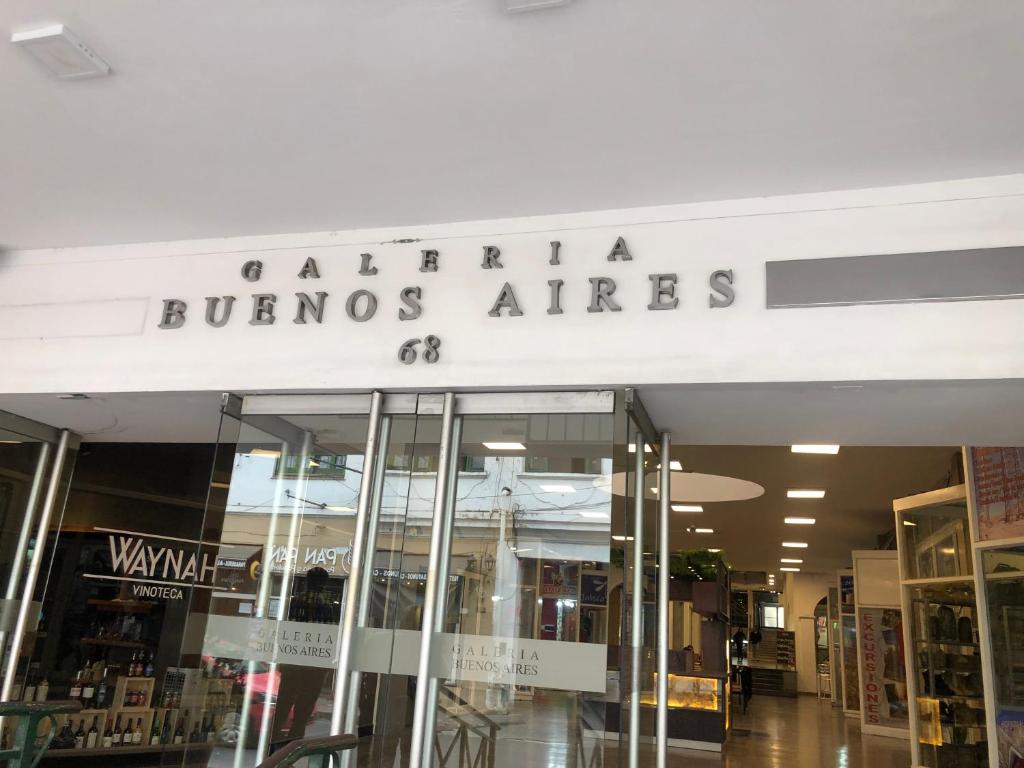 GALERIA
BUENOS AIRES
68
WAYNAH
VINOTECA
PAN PAN
GALERIA
BUENOS AIRES
GALERIA
BUENOS AIRES
EXCURSIONES